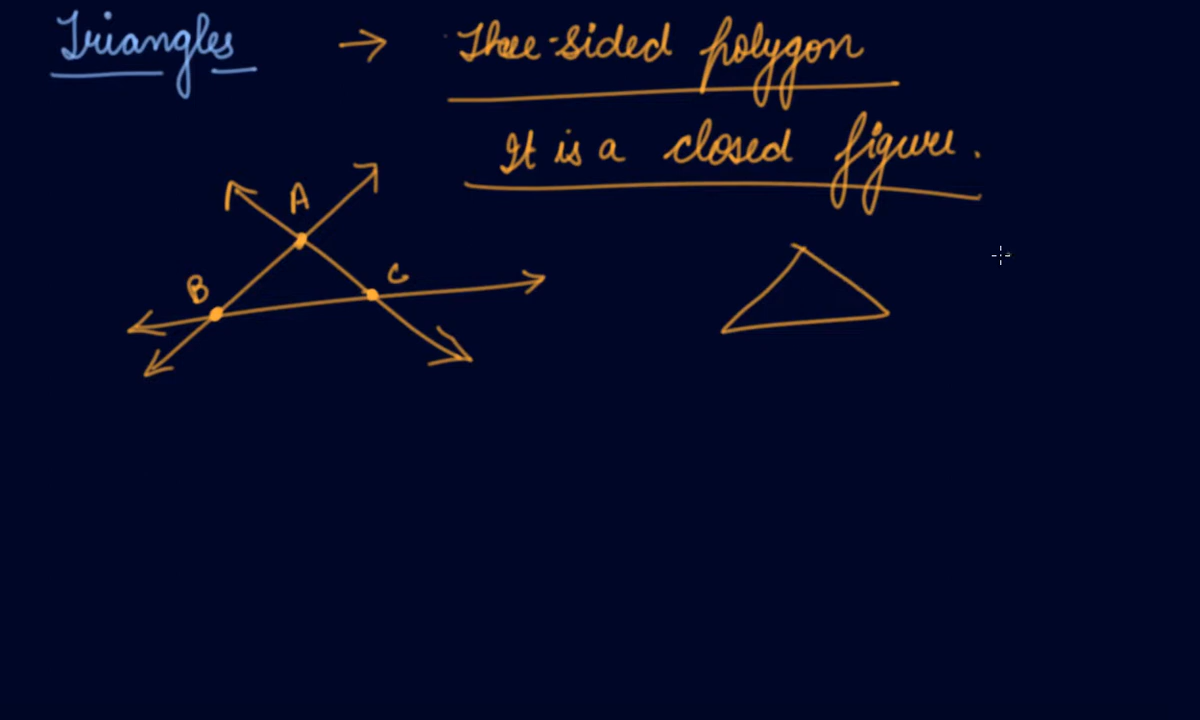 Triangles → Three-sided polygon
It is a closed figure.
A
C
B